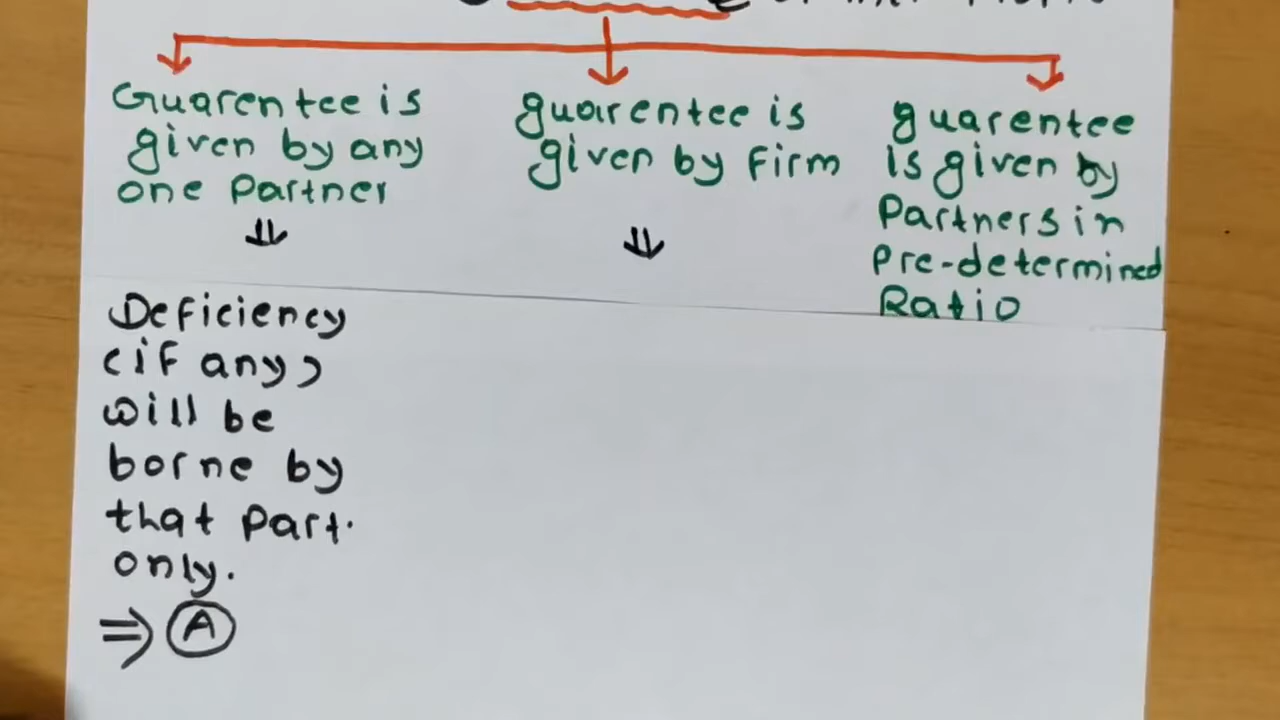 Guarentee is
given by any
one Partner
guarentee is
given by Firm
guarentee
is given by
Partners in
Pre-determined
Ratio
Deficiency
(if any)
will be
borne by
that Part.
only.
⇒ A